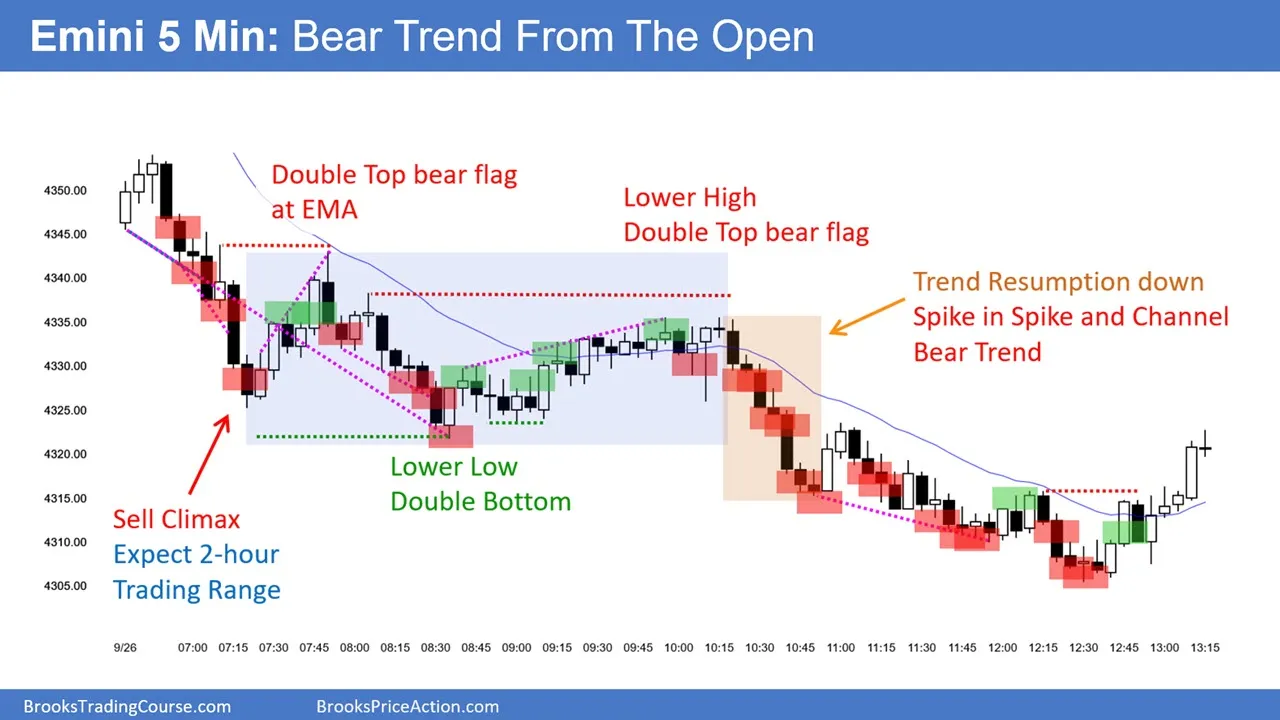 Emini 5 Min: Bear Trend From The Open
Double Top bear flag
at EMA
Lower High
Double Top bear flag
Trend Resumption down
Spike in Spike and Channel
Bear Trend
Lower Low
Double Bottom
Sell Climax
Expect 2-hour
Trading Range
4350.00
4345.00
4340.00
4335.00
4330.00
4325.00
4320.00
4315.00
4310.00
4305.00
9/26 07:00 07:15 07:30 07:45 08:00 08:15 08:30 08:45 09:00 09:15 09:30 09:45 10:00 10:15 10:30 10:45 11:00 11:15 11:45 11:30 12:00 12:15 12:30 12:45 13:00 13:15
BrooksTradingCourse.com BrooksPriceAction.com